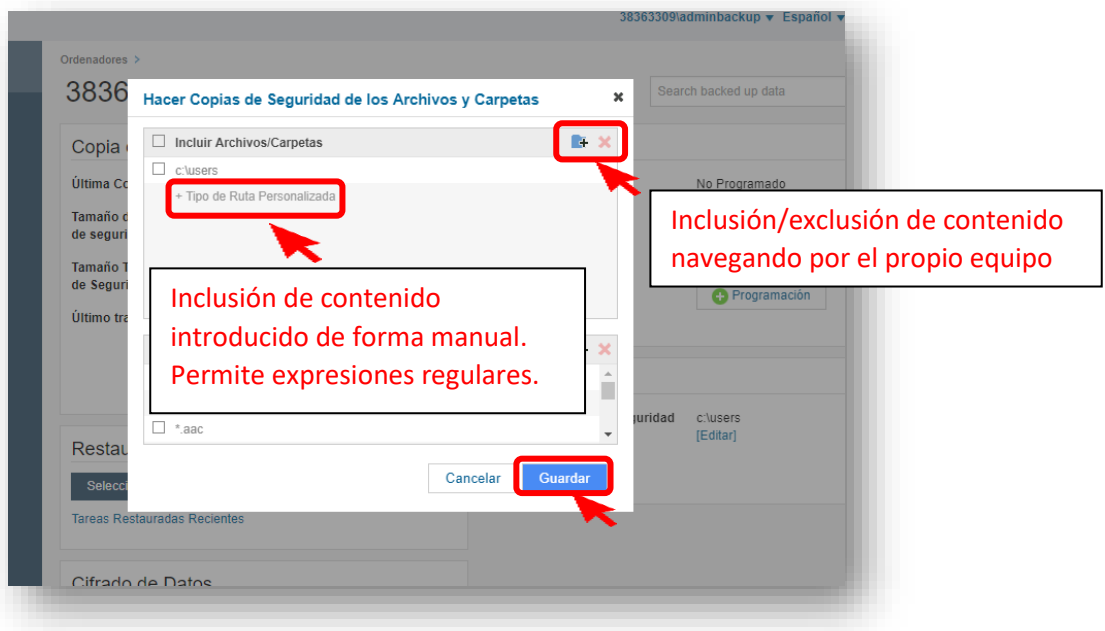 38363309\adminbackup Español
Ordenadores >
3836
Search backed up data
Hacer Copias de Seguridad de los Archivos y Carpetas
Incluir Archivos/Carpetas
c:\users
+ Tipo de Ruta Personalizada
Copia
Última Co
No Programado
Tamaño d
de seguri
Tamaño T
de Seguri
Último tra
Inclusión/exclusión de contenido
navegando por el propio equipo
Programación
Inclusión de contenido
introducido de forma manual.
Permite expresiones regulares.
*.aac
guridad c:\users
[Editar]
Cancelar Guardar
Restau
Selecci
Tareas Restauradas Recientes
Cifrado de Datos